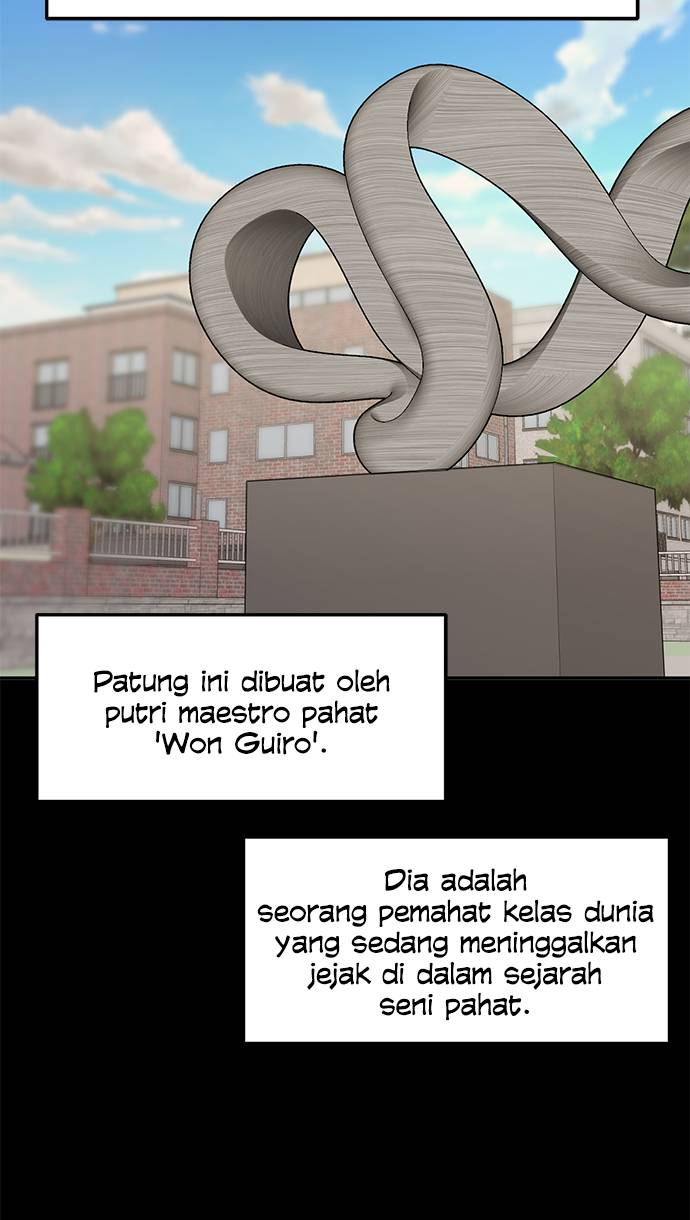 Patung ini dibuat oleh
putri maestro pahat
'Won Guiro'.
Dia adalah
seorang pemahat kelas dunia
yang sedang meninggalkan
jejak di dalam sejarah
seni pahat.